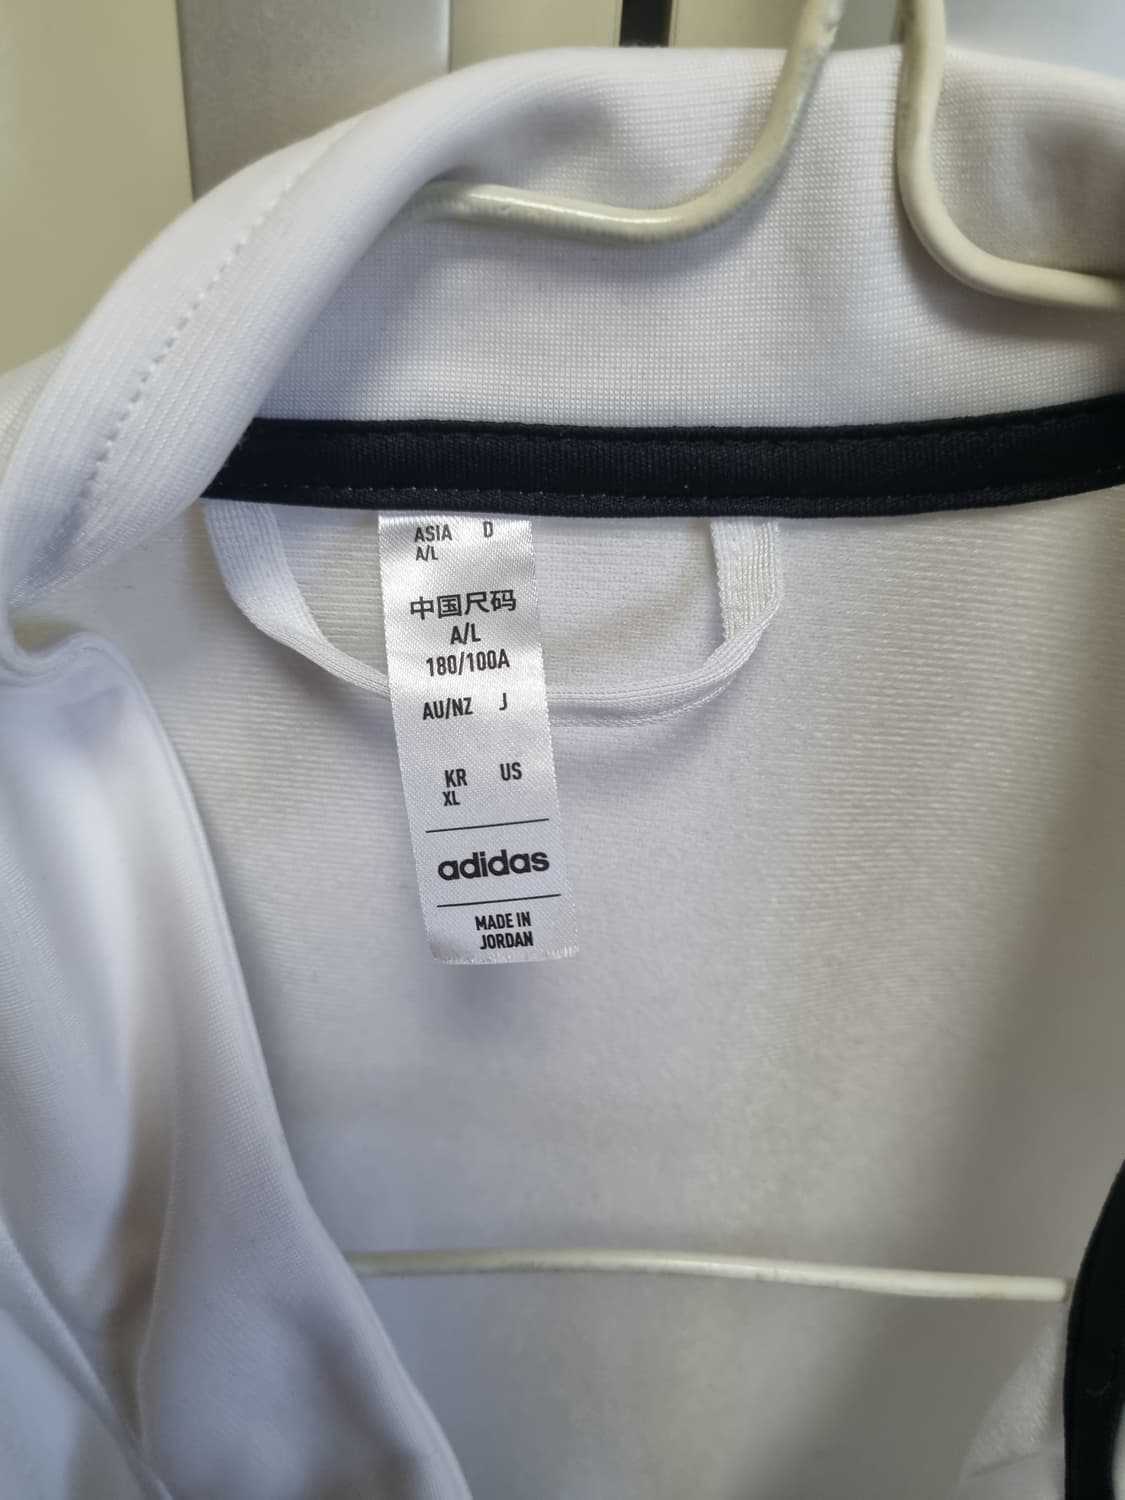 ASIA D
A/L
中国尺码
A/L
180/100A
AU/NZ J
KR US
XL
adidas
MADE IN
JORDAN